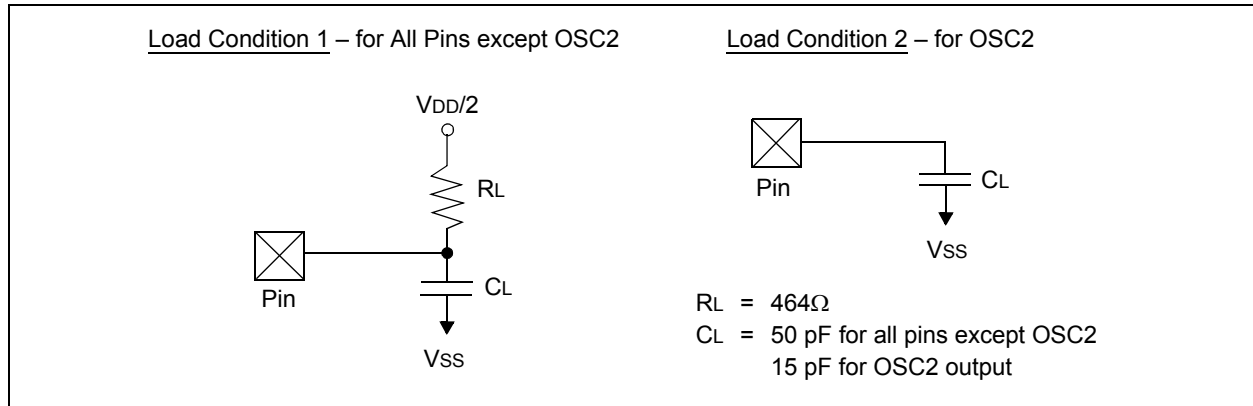 Load Condition 1 – for All Pins except OSC2
VDD/2
RL
Pin
CL
VSS
Load Condition 2 – for OSC2
Pin
CL
VSS
RL = 464Ω
CL = 50 pF for all pins except OSC2
15 pF for OSC2 output